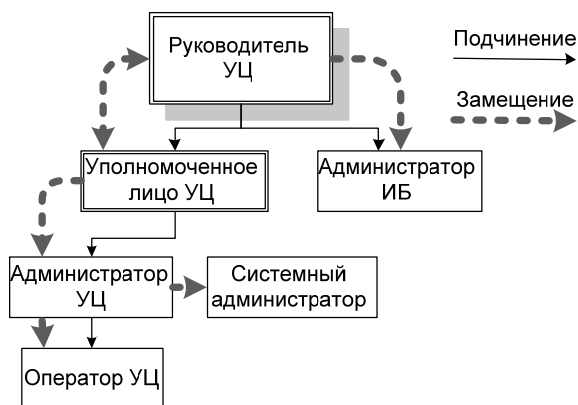 Руководитель
УЦ
Подчинение
Замещение
Уполномоченное
лицо УЦ
Администратор
ИБ
Администратор
УЦ
Системный
администратор
Оператор УЦ